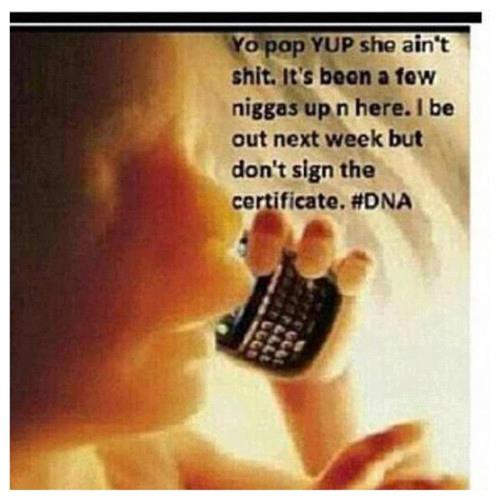 Yo pop YUP she ain't
shit. It's been a few
niggas up n here. I be
out next week but
don't sign the
certificate. #DNA